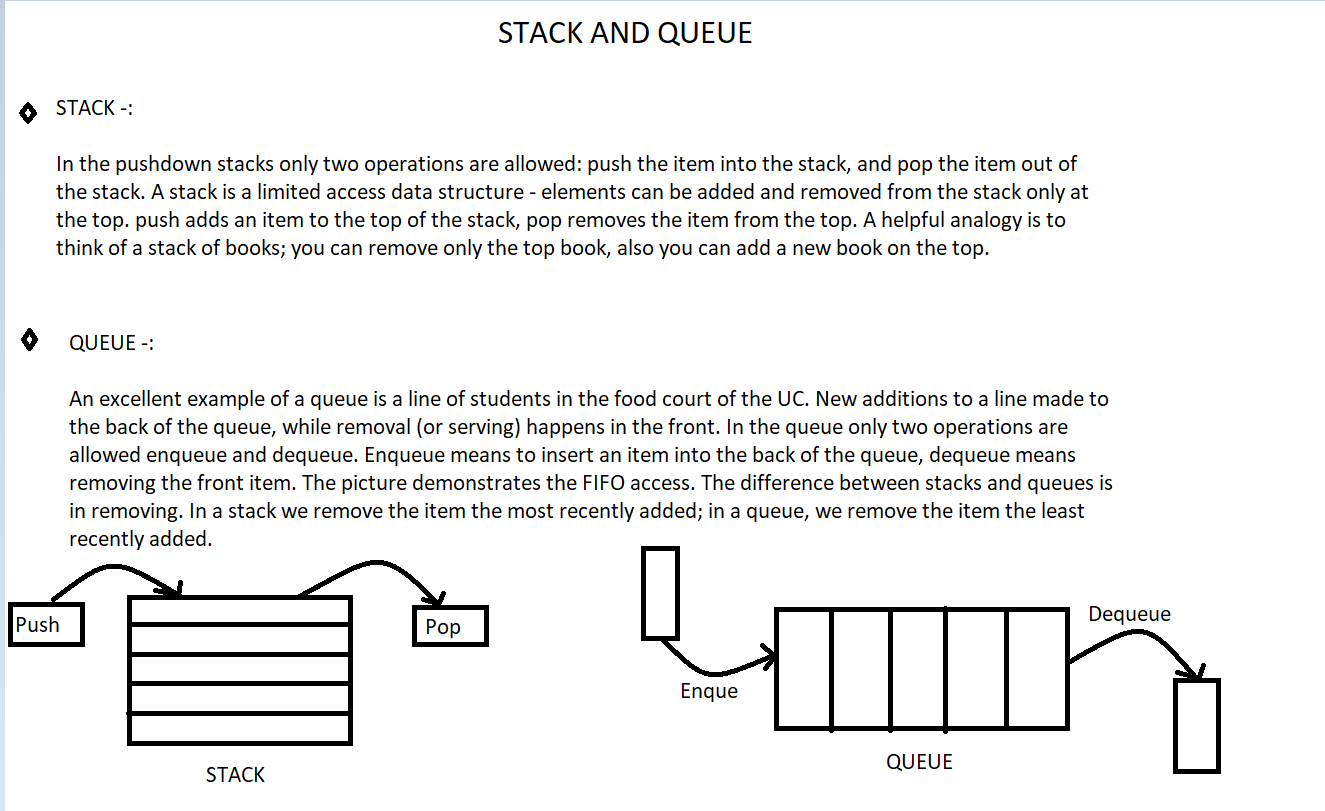 STACK AND QUEUE
STACK -:
In the pushdown stacks only two operations are allowed: push the item into the stack, and pop the item out of
the stack. A stack is a limited access data structure - elements can be added and removed from the stack only at
the top. push adds an item to the top of the stack, pop removes the item from the top. A helpful analogy is to
think of a stack of books; you can remove only the top book, also you can add a new book on the top.
QUEUE -:
An excellent example of a queue is a line of students in the food court of the UC. New additions to a line made to
the back of the queue, while removal (or serving) happens in the front. In the queue only two operations are
allowed enqueue and dequeue. Enqueue means to insert an item into the back of the queue, dequeue means
removing the front item. The picture demonstrates the FIFO access. The difference between stacks and queues is
in removing. In a stack we remove the item the most recently added; in a queue, we remove the item the least
recently added.
Push
Pop
STACK
Enque
Dequeue
QUEUE